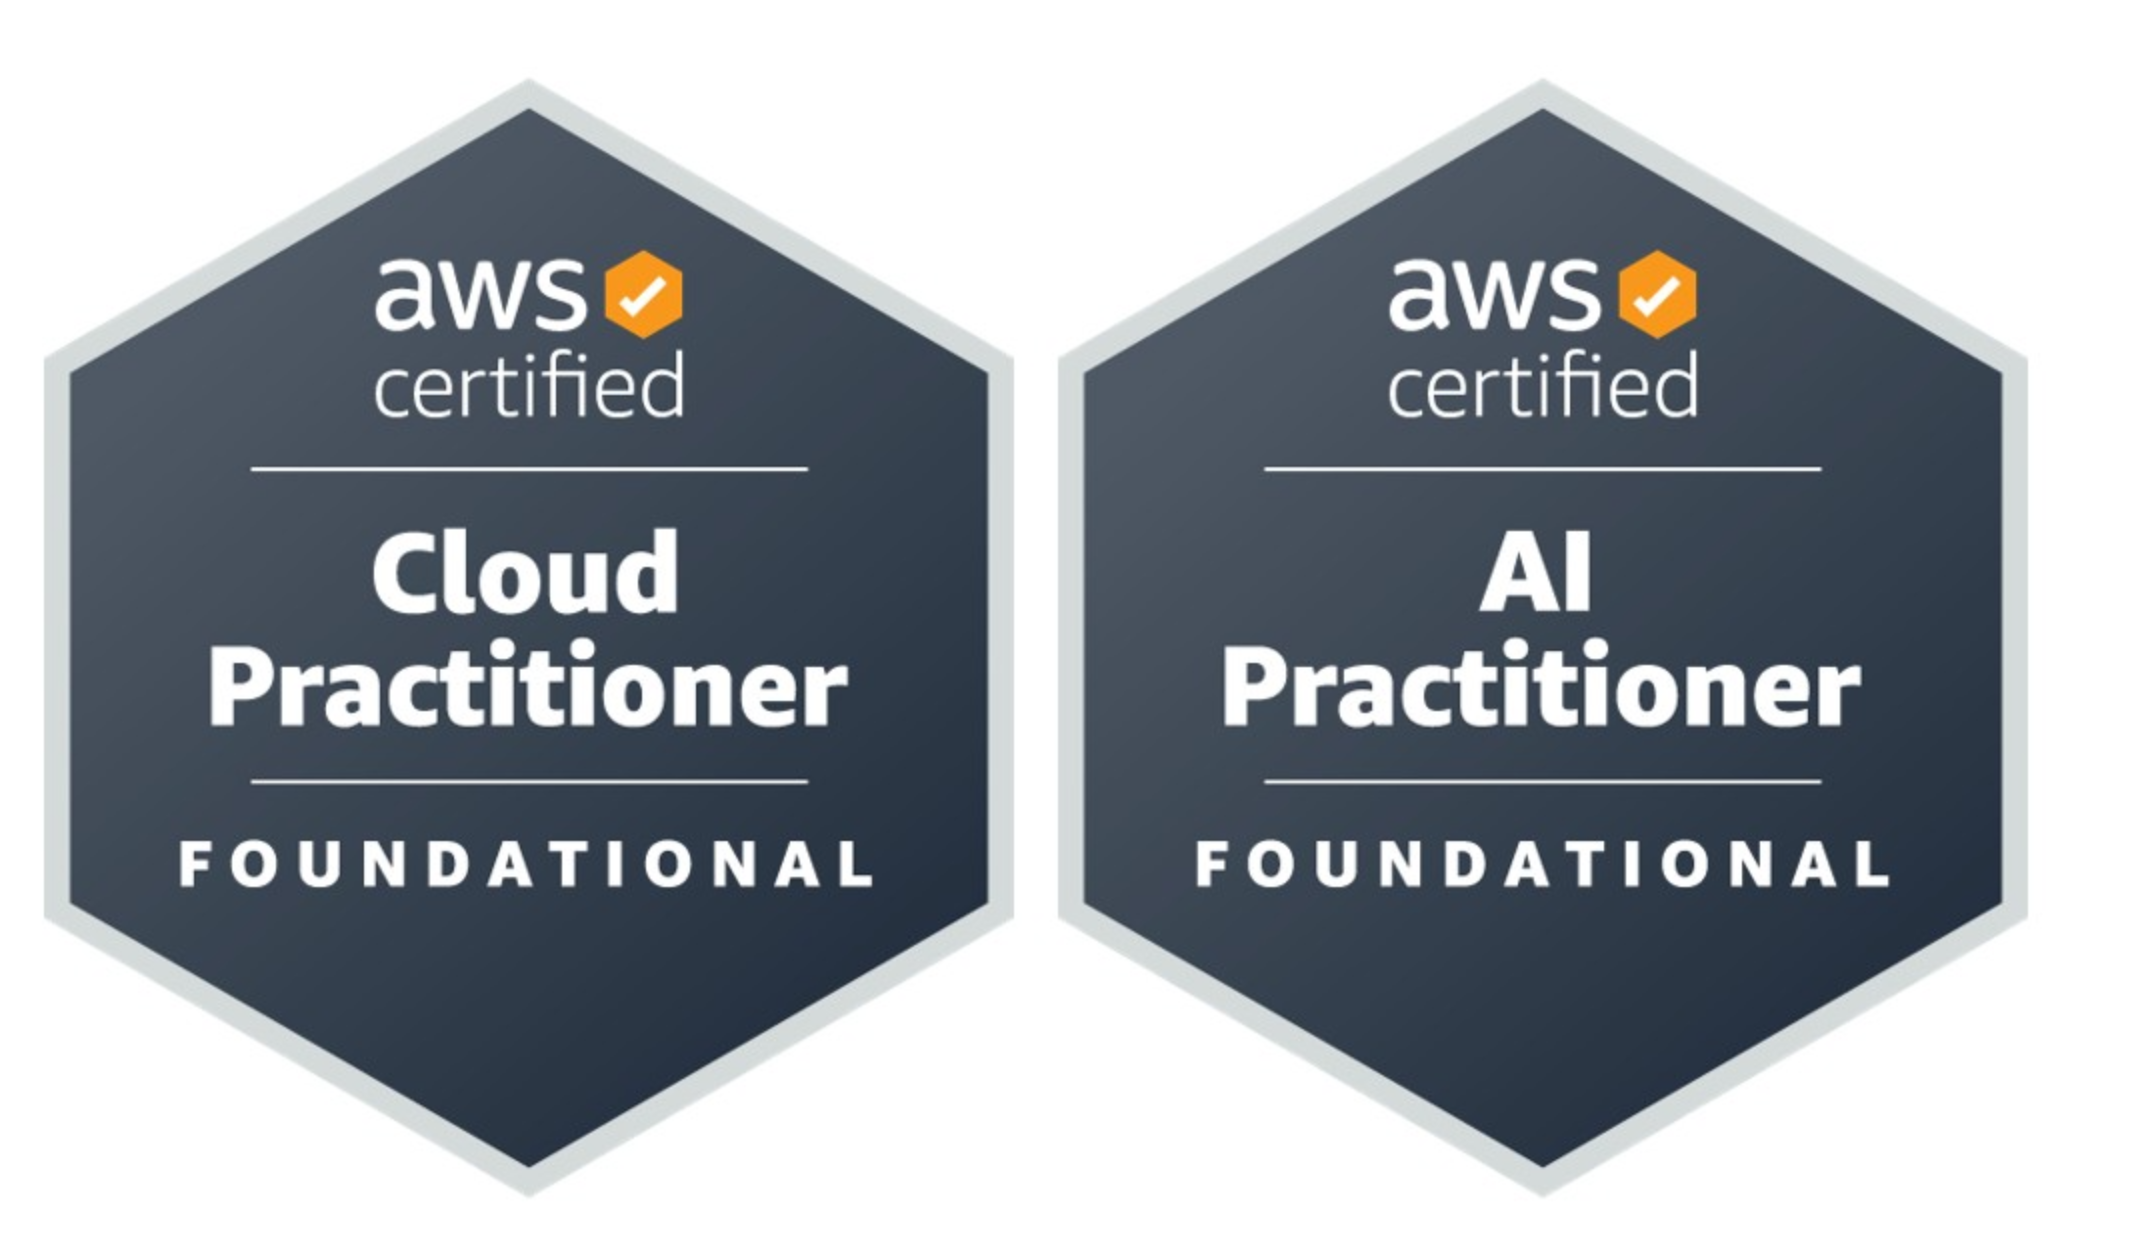 aws
certified
Cloud
Practitioner
FOUNDATIONAL
aws
certified
AI
Practitioner
FOUNDATIONAL